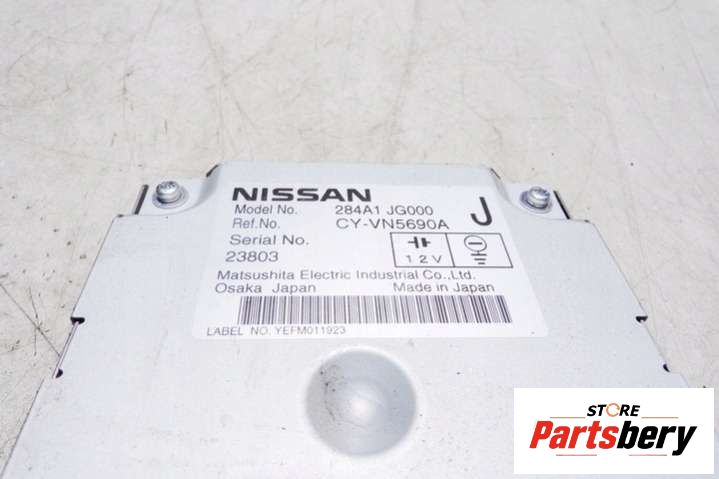 NISSAN
Model No. 284A1 JG000
Ref.No. CY-VN5690A
J
Serial No.
23803
12V
Matsushita Electric Industrial Co.,Ltd.
Osaka Japan Made in Japan
LABEL NO. YEFM011923
STORE
Partsbery